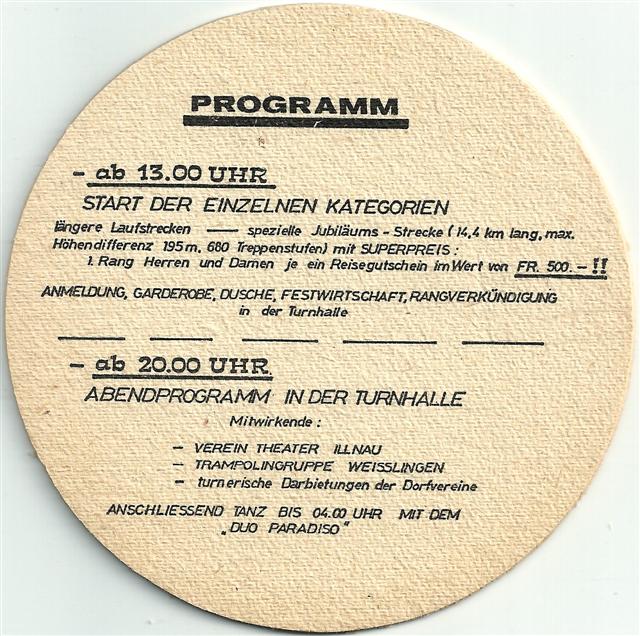 PROGRAMM
- ab 13.00 UHR
START DER EINZELNEN KATEGORIEN
längere Laufstrecken — spezielle Jubiläums - Strecke (14,4 km lang, max.
Höhendifferenz 195 m, 680 Treppenstufen) mit SUPERPREIS :
1. Rang Herren und Damen je ein Reisegutschein im Wert von FR. 500.- !!
ANMELDUNG, GARDEROBE, DUSCHE, FESTWIRTSCHAFT, RANGVERKÜNDIGUNG
in der Turnhalle
- ab 20.00 UHR
ABENDPROGRAMM IN DER TURNHALLE
Mitwirkende :
- VEREIN THEATER ILLNAU
- TRAMPOLINGRUPPE WEISSLINGEN
- turnerische Darbietungen der Dorfvereine
ANSCHLIESSEND TANZ BIS 04.00 UHR MIT DEM
„DUO PARADISO"